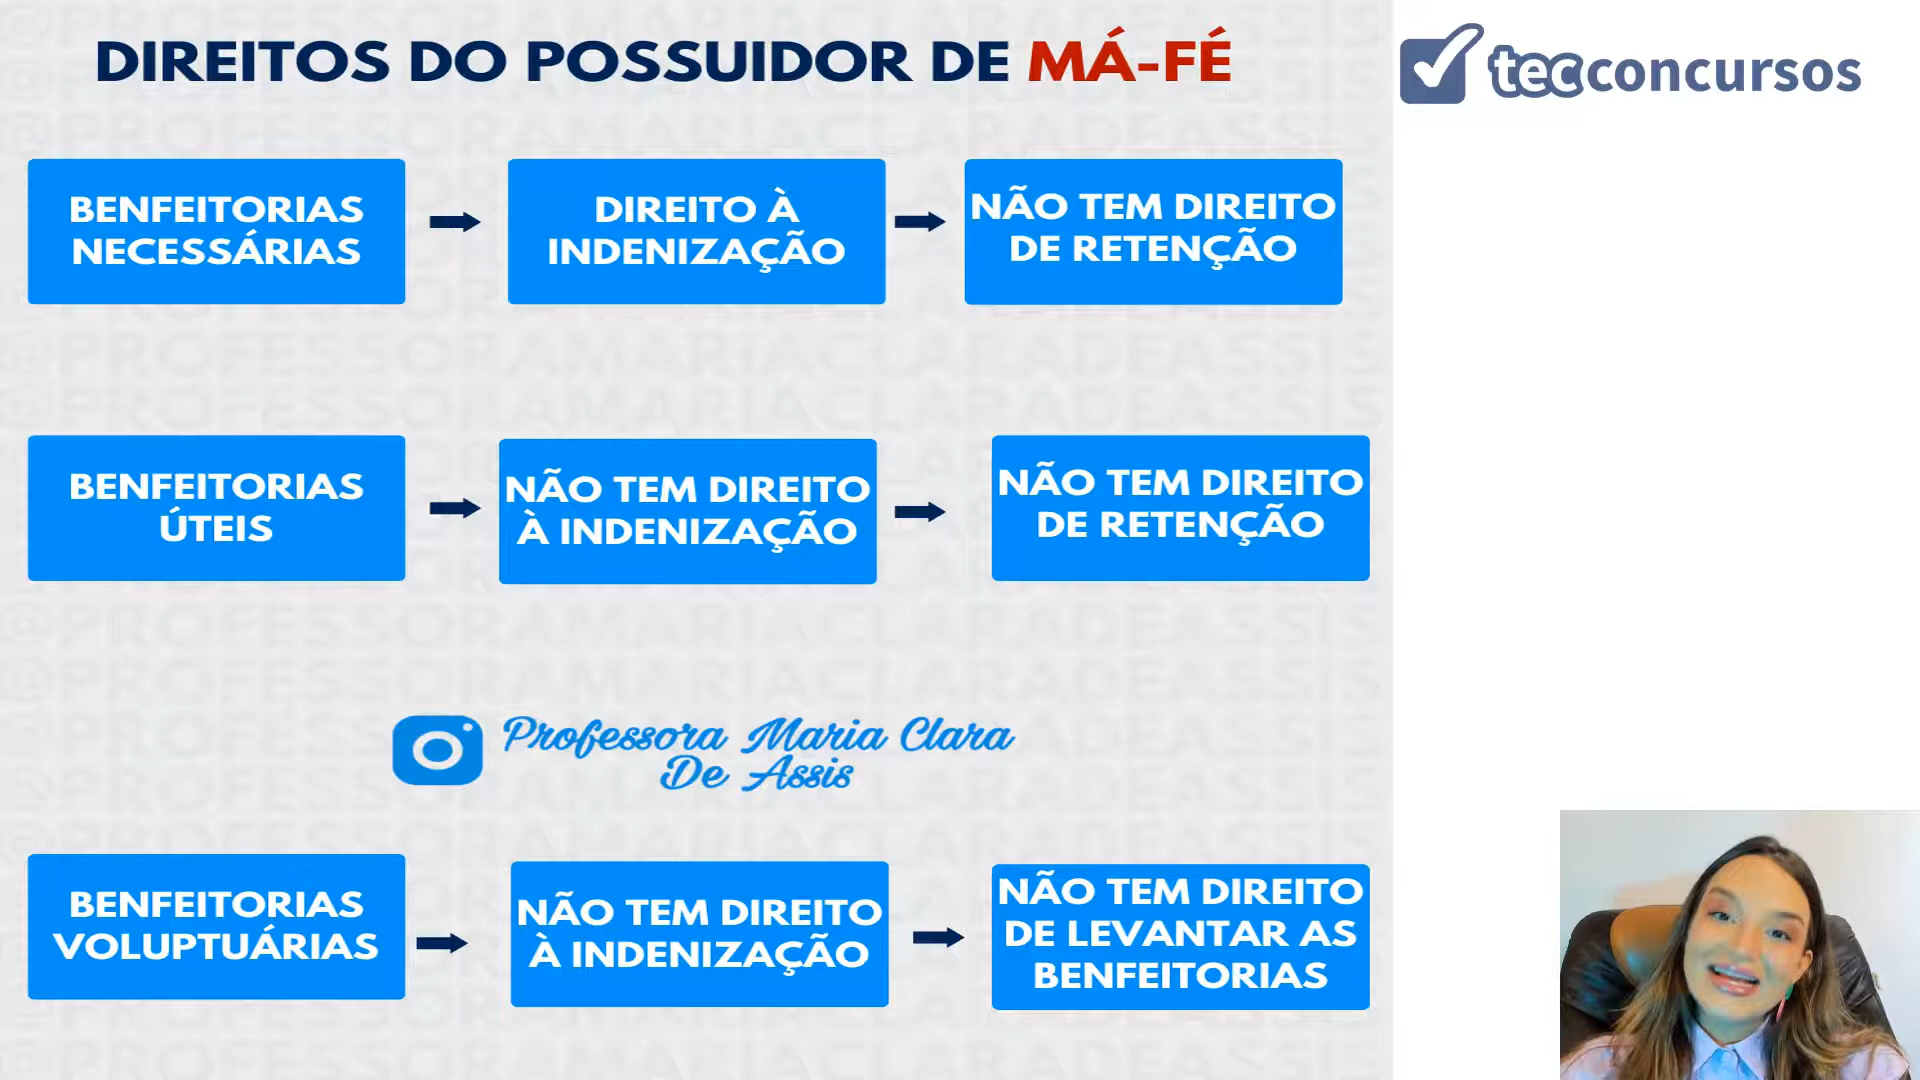 DIREITOS DO POSSUIDOR DE MÁ-FÉ
tecconcursos
BENFEITORIAS
NECESSÁRIAS
DIREITO À
INDENIZAÇÃO
NÃO TEM DIREITO
DE RETENÇÃO
BENFEITORIAS
ÚTEIS
NÃO TEM DIREITO
À INDENIZAÇÃO
NÃO TEM DIREITO
DE RETENÇÃO
Professora Maria Clara
De Assis
BENFEITORIAS
VOLUPTUÁRIAS
NÃO TEM DIREITO
À INDENIZAÇÃO
NÃO TEM DIREITO
DE LEVANTAR AS
BENFEITORIAS